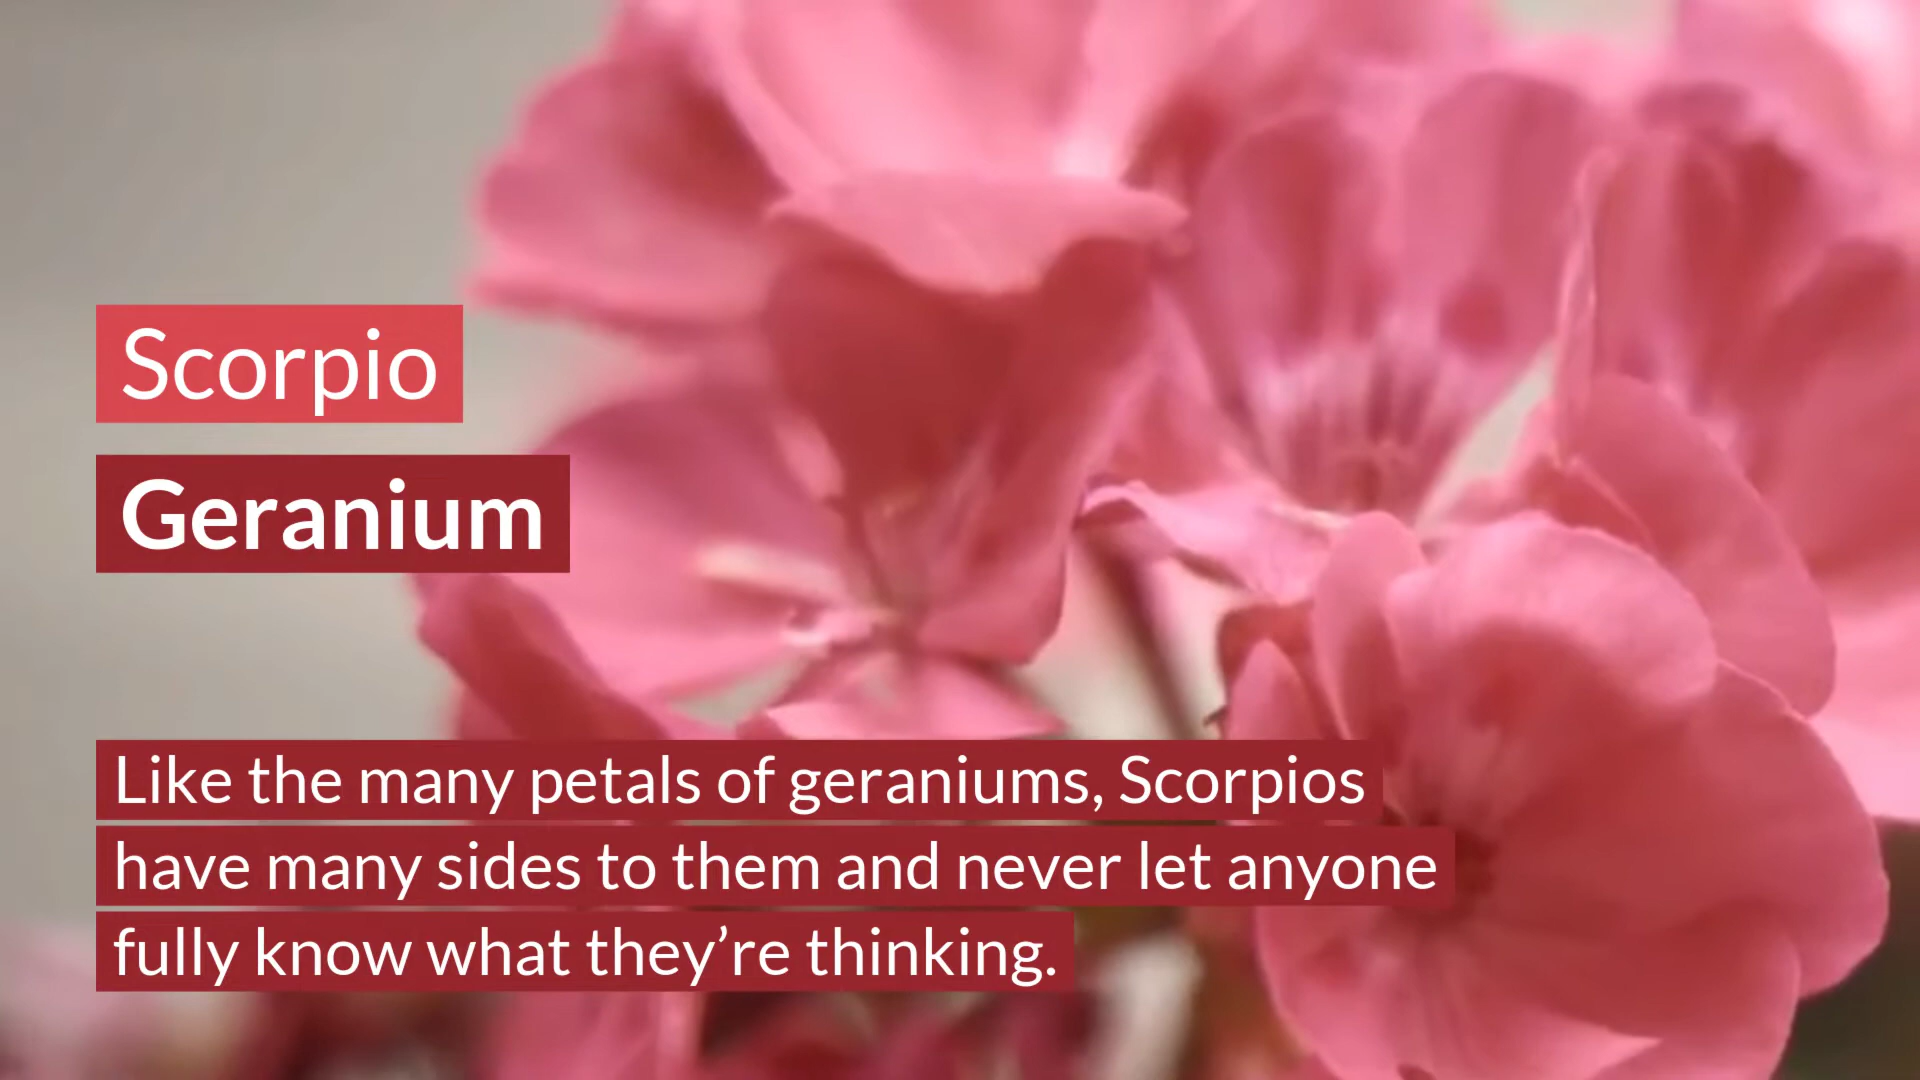 Scorpio
Geranium
Like the many petals of geraniums, Scorpios
have many sides to them and never let anyone
fully know what they’re thinking.